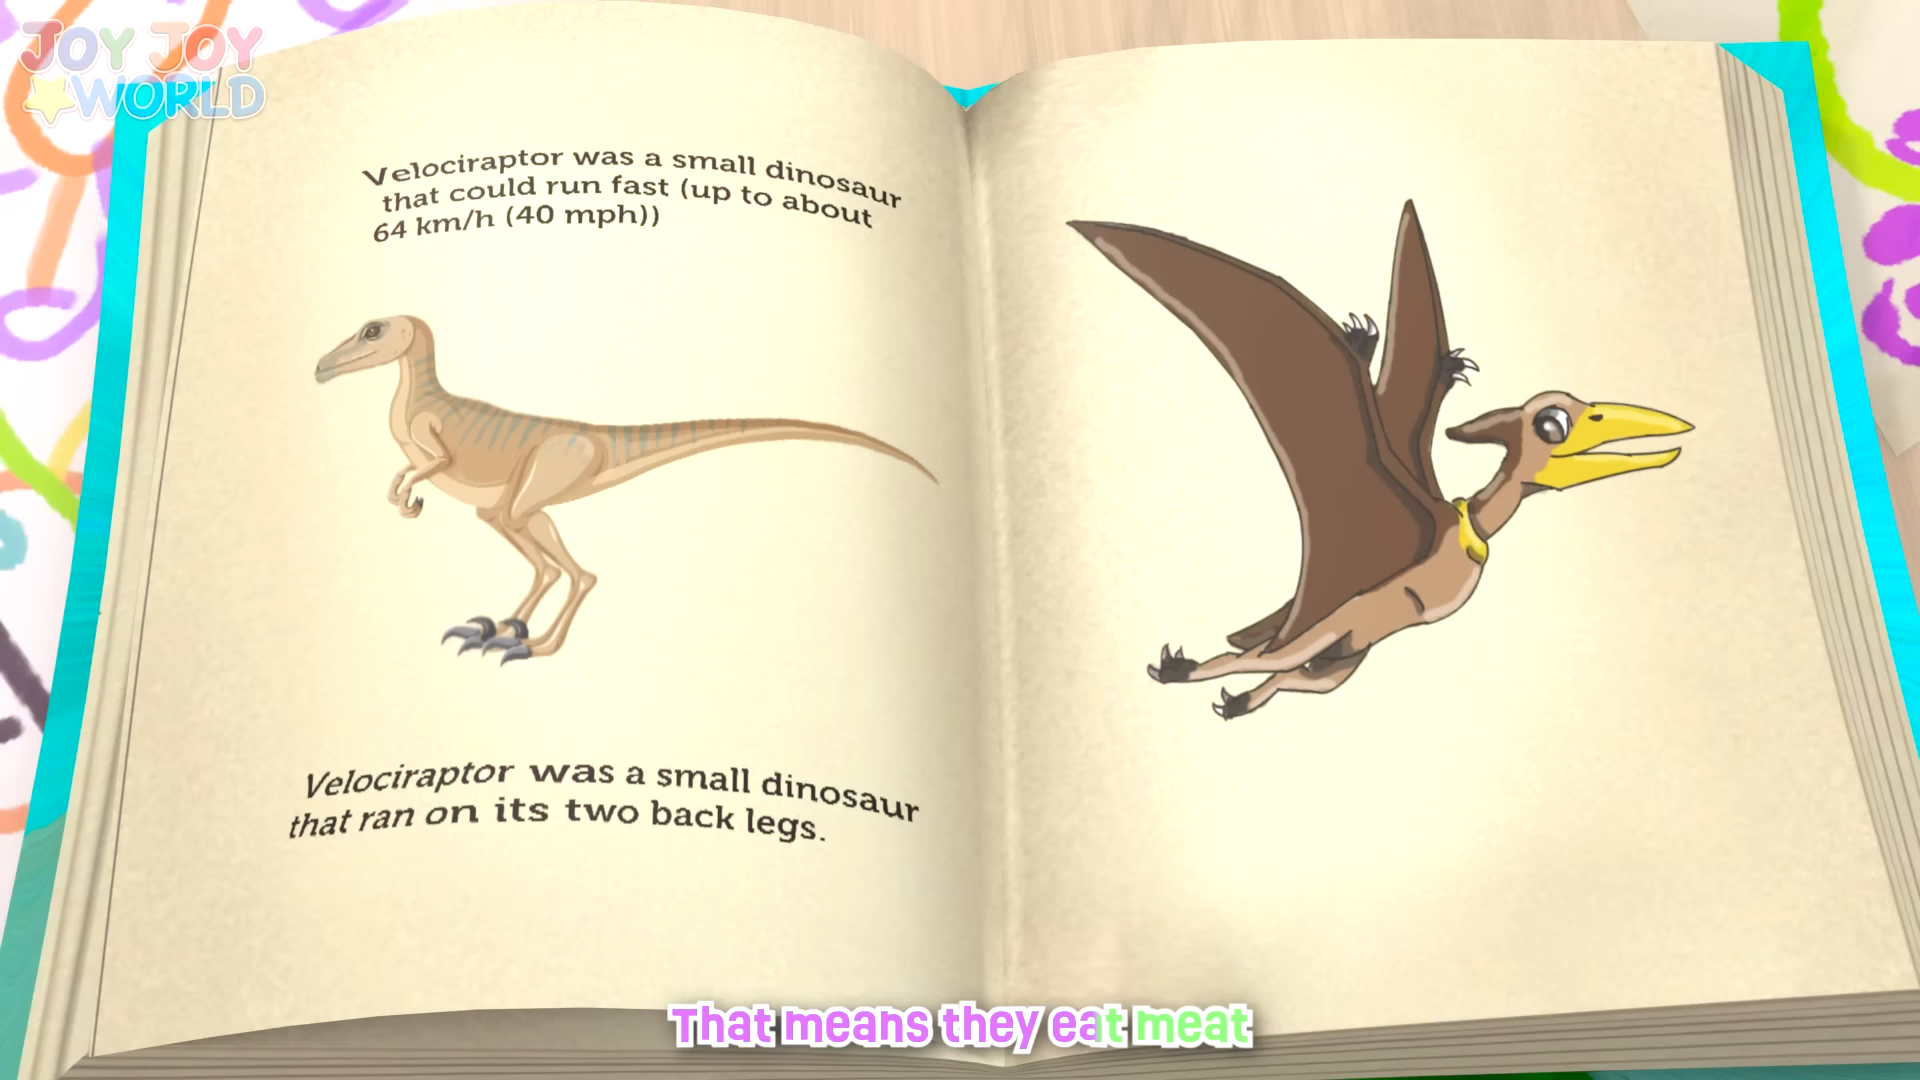 JOY JOY
WORLD
Velociraptor was a small dinosaur
that could run fast (up to about
64 km/h (40 mph))
Velociraptor was a small dinosaur
that ran on its two back legs.
That means they eat meat